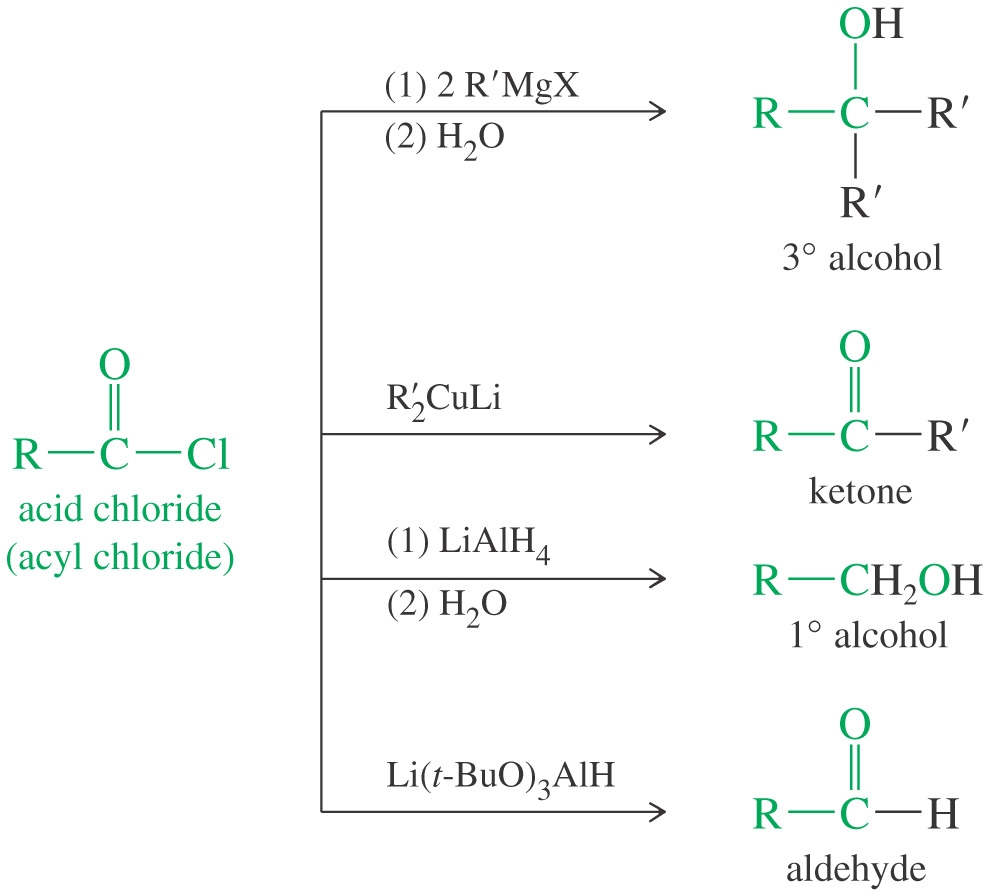 O
R—C—Cl
acid chloride
(acyl chloride)
(1) 2 R′MgX
(2) H₂O
OH
R—C—R′
R′
3° alcohol
R′₂CuLi
O
R—C—R′
ketone
(1) LiAlH₄
(2) H₂O
R—CH₂OH
1° alcohol
Li(t-BuO)₃AlH
O
R—C—H
aldehyde